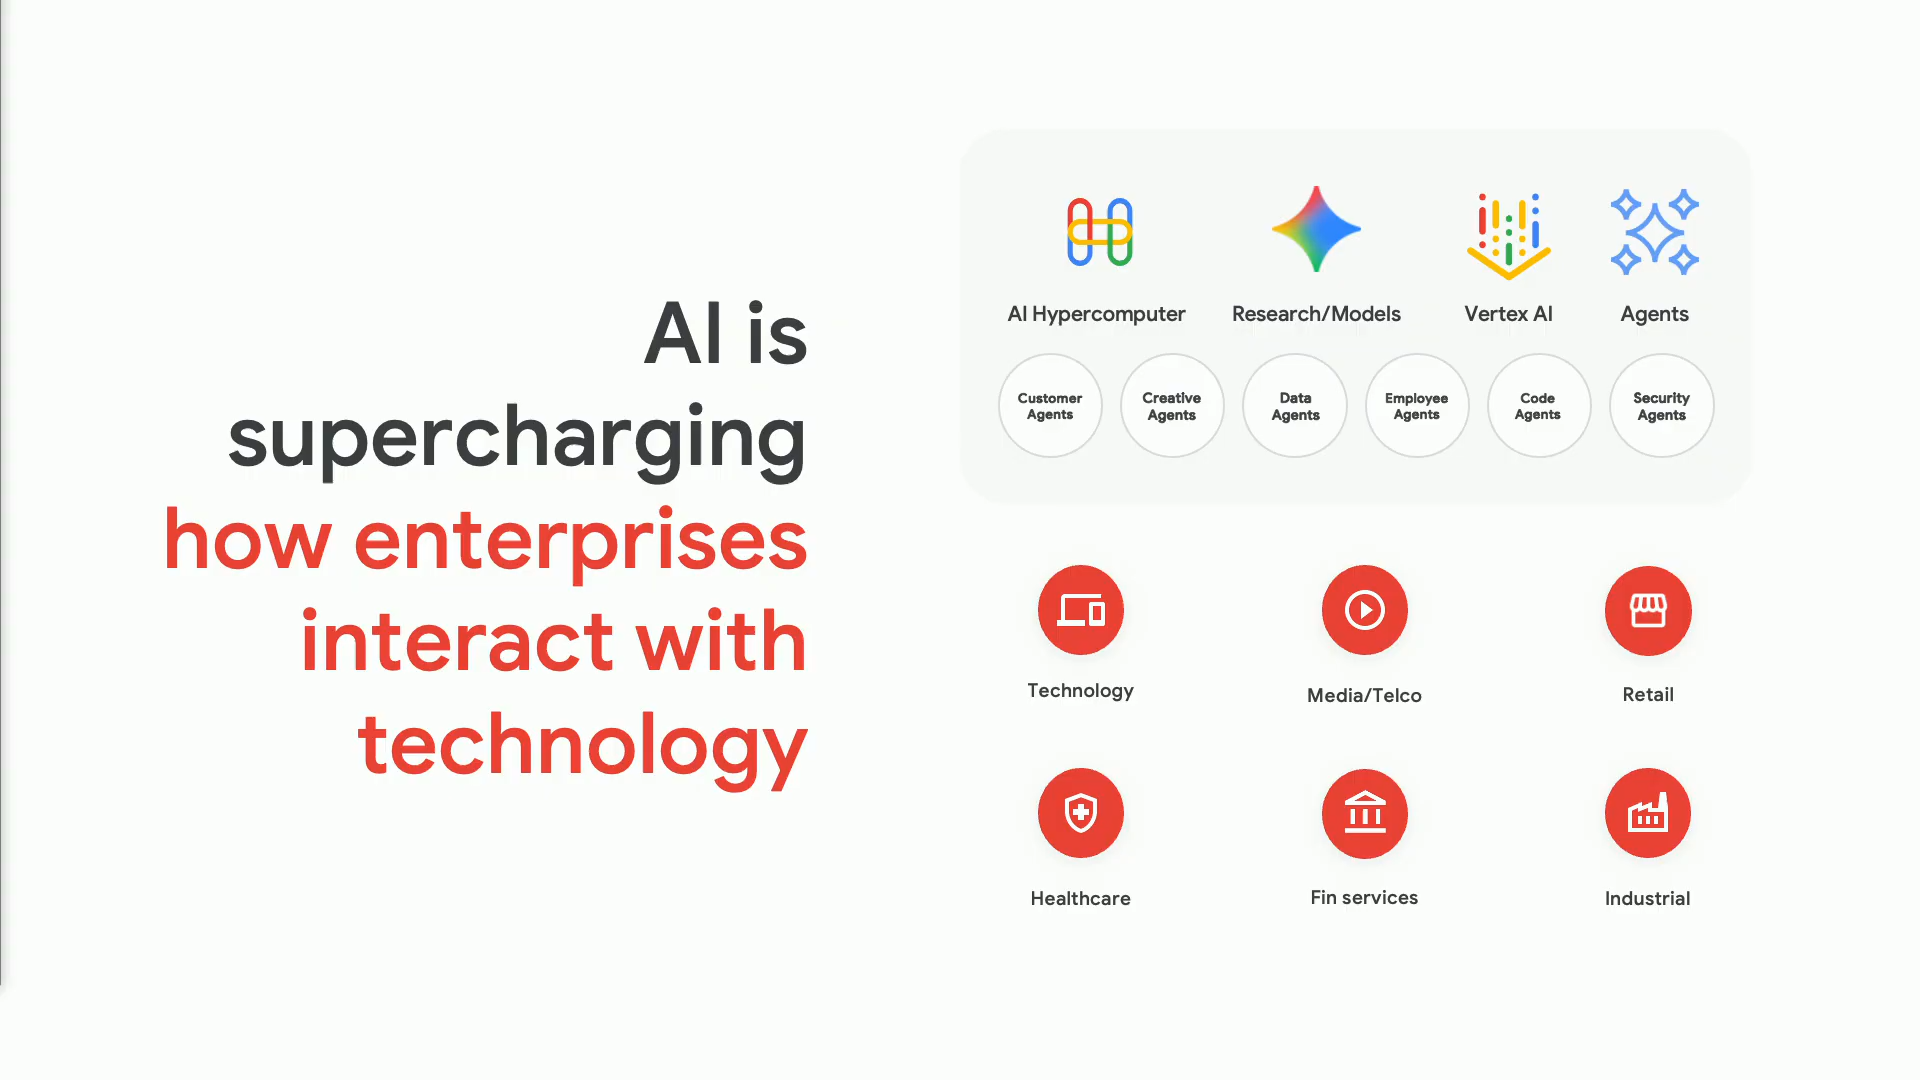 AI is
supercharging
how enterprises
interact with
technology
AI Hypercomputer
Research/Models
Vertex AI
Agents
Customer
Agents
Creative
Agents
Data
Agents
Employee
Agents
Code
Agents
Security
Agents
Technology
Media/Telco
Retail
Healthcare
Fin services
Industrial